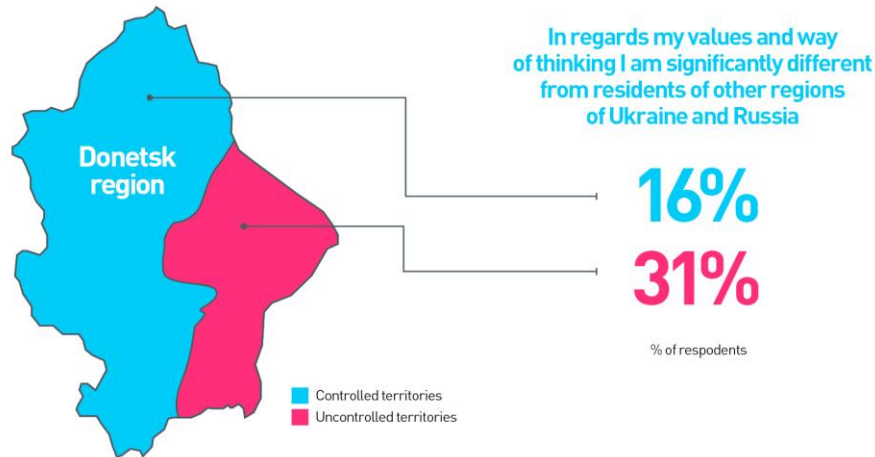 In regards my values and way
of thinking I am significantly different
from residents of other regions
of Ukraine and Russia
Donetsk
region
16%
31%
% of respodents
Controlled territories
Uncontrolled territories